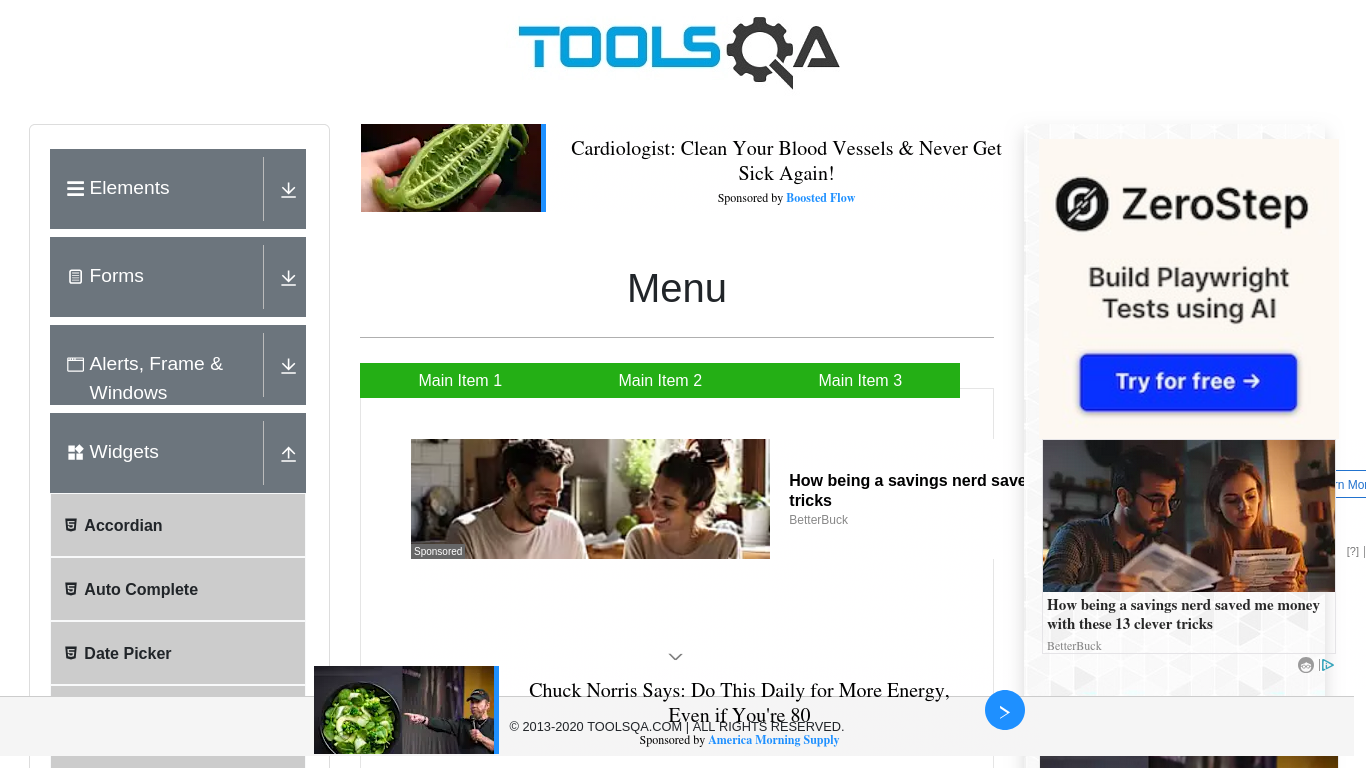 TOOLSQA
Elements
Forms
Alerts, Frame &
Windows
Widgets
Accordian
Auto Complete
Date Picker
Cardiologist: Clean Your Blood Vessels & Never Get
Sick Again!
Sponsored by Boosted Flow
Menu
Main Item 1
Main Item 2
Main Item 3
Sponsored
How being a savings nerd save
tricks
BetterBuck
ZeroStep
Build Playwright
Tests using AI
Try for free →
rn Mor
[?]
How being a savings nerd saved me money
with these 13 clever tricks
BetterBuck
Chuck Norris Says: Do This Daily for More Energy,
Even if You're 80
© 2013-2020 TOOLSQA.COM | ALL RIGHTS RESERVED.
Sponsored by America Morning Supply